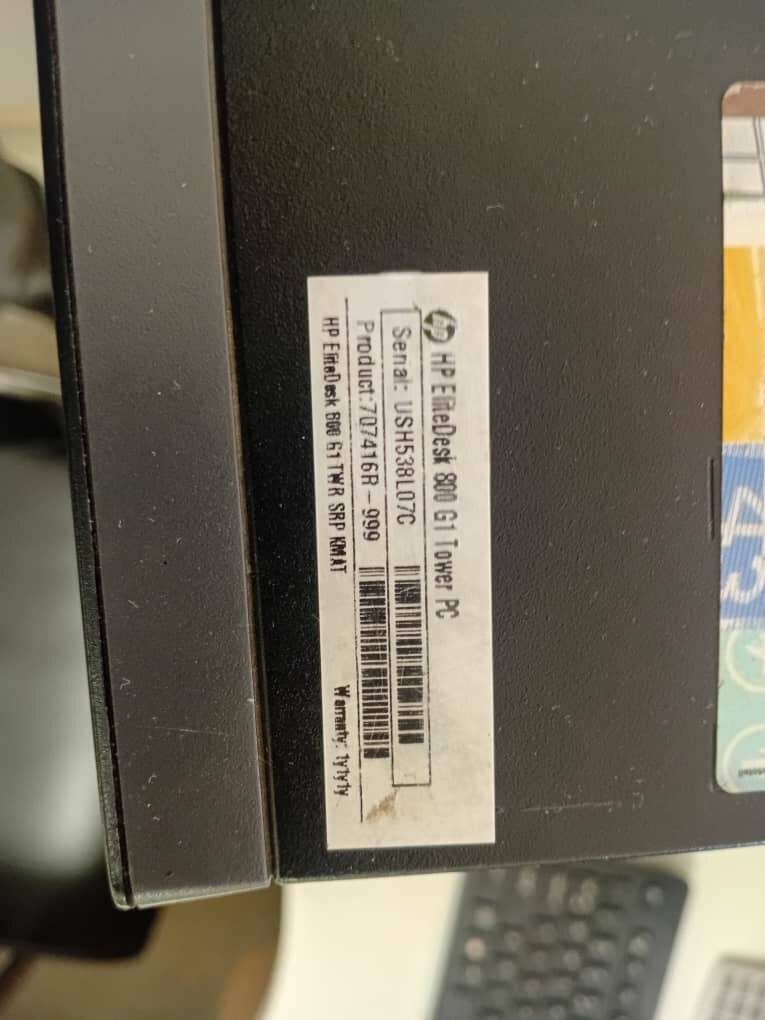 hp HP EliteDesk 800 G1 Tower PC
Serial: USH538L07C
Product:707416R-999
HP EliteDesk 800 G1 TWR SRP KMAT Warranty: 1y1y1y